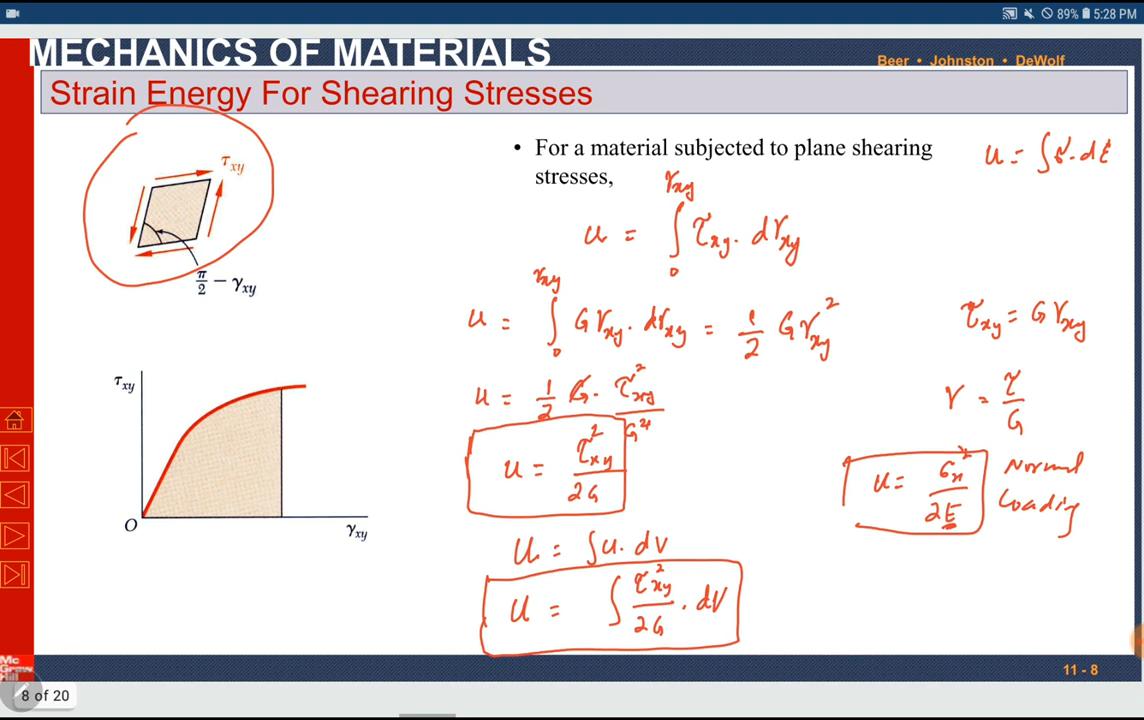 89% 5:28 PM
MECHANICS OF MATERIALS
Beer • Johnston • DeWolf
Strain Energy For Shearing Stresses
• For a material subjected to plane shearing
stresses,
u = ∫σ. dε
τxy
π/2 − γxy
u = ∫₀^γxy τxy. dγxy
u = ∫₀^γxy Gγxy. dγxy = 1/2 Gγxy²
τxy = Gγxy
u = 1/2 G. τxy²/G²
γ = τ/G
u = τxy²/2G
u = σx²/2E Normal
Loading
τxy
O
γxy
U = ∫u. dV
U = ∫ τxy²/2G . dV
Mc
Graw
Hill
11 - 8
8 of 20